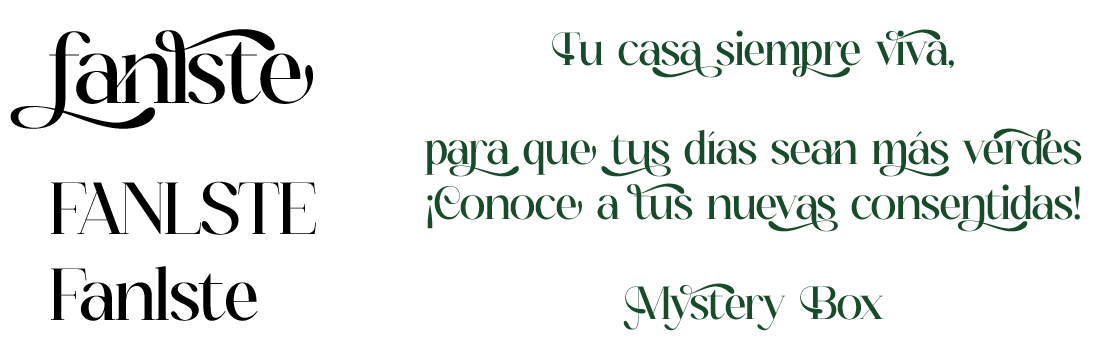 fanlste
FANLSTE
Fanlste
Tu casa siempre viva,
para que tus días sean más verdes
¡Conoce a tus nuevas consentidas!
Mystery Box